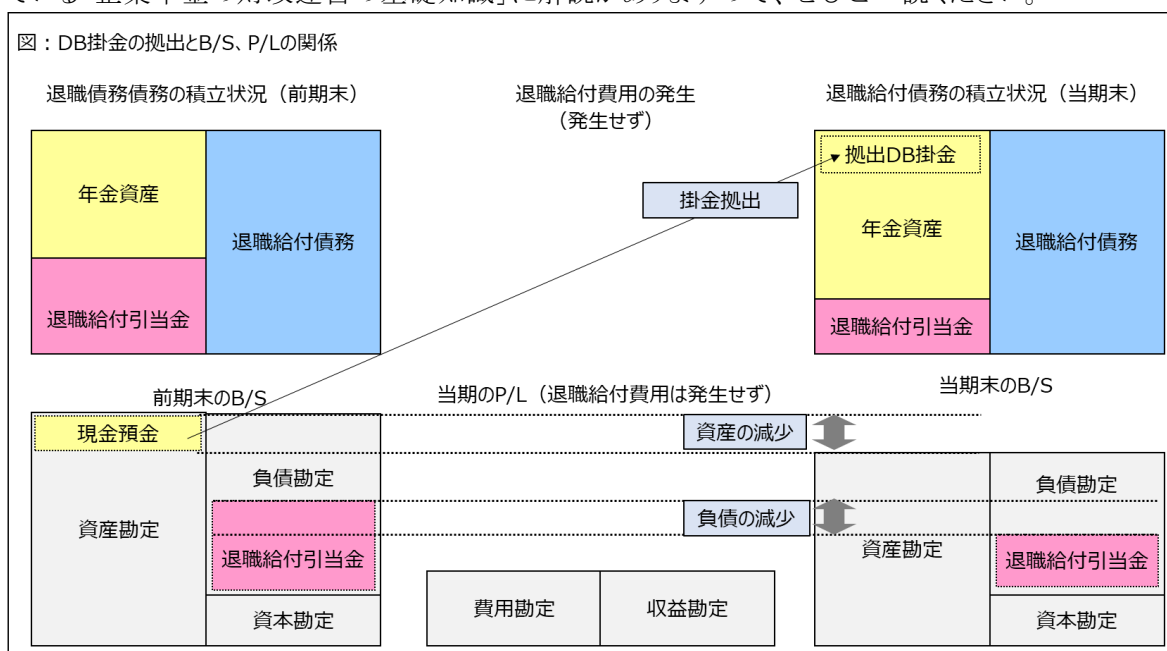 図：DB掛金の拠出とB/S、P/Lの関係
退職債務債務の積立状況（前期末）
退職給付費用の発生
（発生せず）
退職給付債務の積立状況（当期末）
年金資産
退職給付債務
退職給付引当金
掛金拠出
拠出DB掛金
年金資産
退職給付債務
退職給付引当金
前期末のB/S
当期のP/L（退職給付費用は発生せず）
当期末のB/S
現金預金
資産勘定
負債勘定
退職給付引当金
資本勘定
資産の減少
負債の減少
費用勘定
収益勘定
資産勘定
負債勘定
退職給付引当金
資本勘定